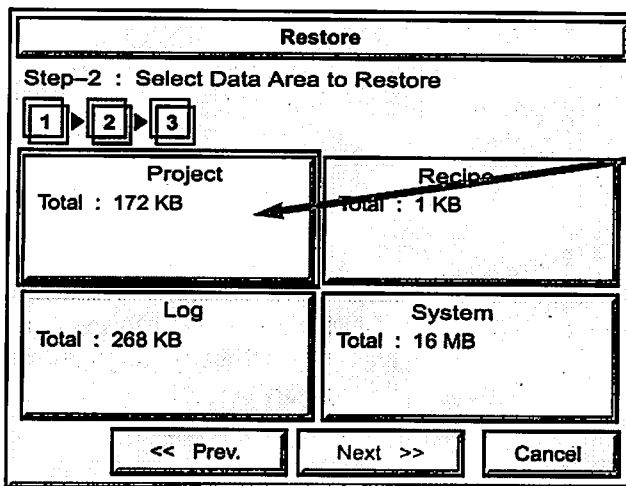 Restore
Step-2 : Select Data Area to Restore
1 2 3
Project
Total : 172 KB
Recipe
Total : 1 KB
Log
Total : 268 KB
System
Total : 16 MB
<< Prev. Next >> Cancel